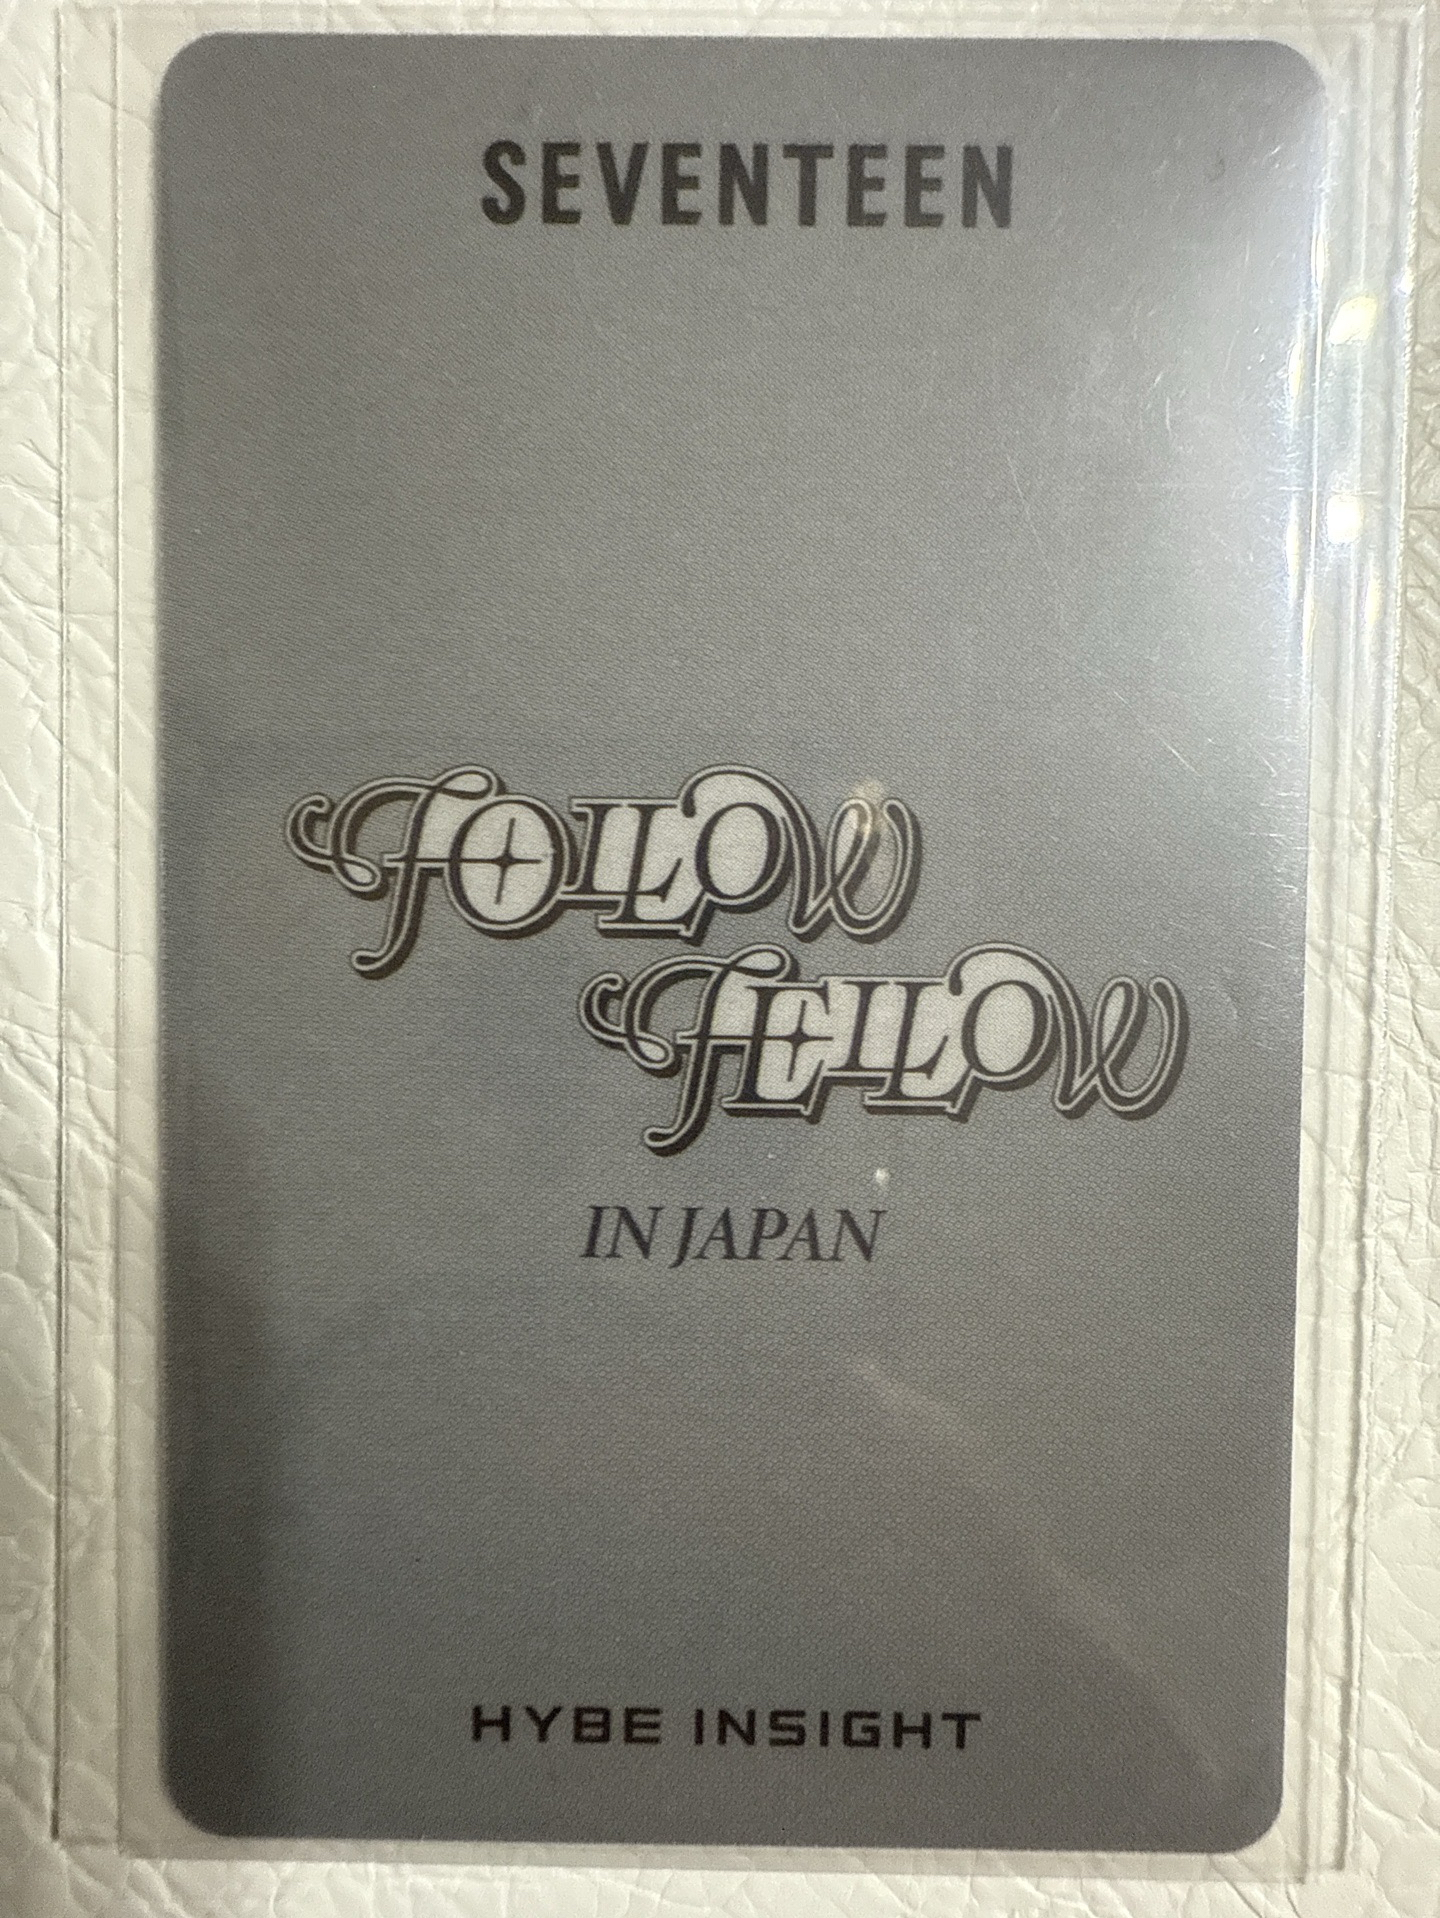 SEVENTEEN
FOLLOW
FELLOW
IN JAPAN
HYBE INSIGHT